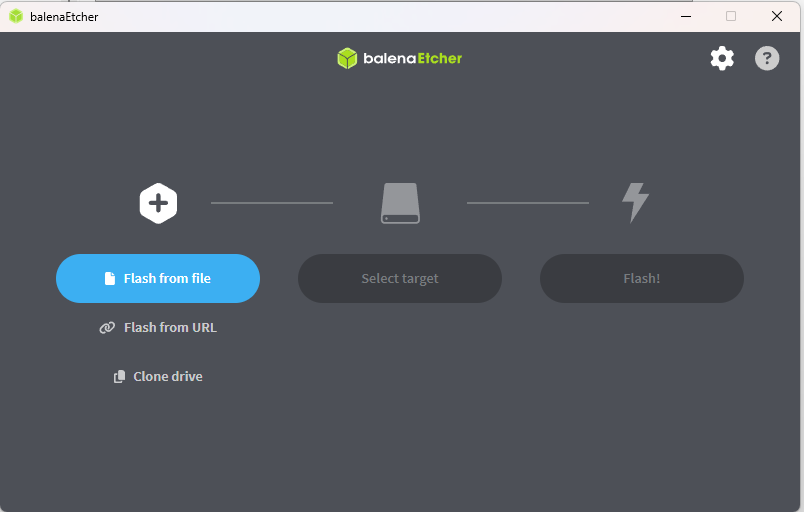 balenaEtcher
balenaEtcher
?
Flash from file
Select target
Flash!
Flash from URL
Clone drive